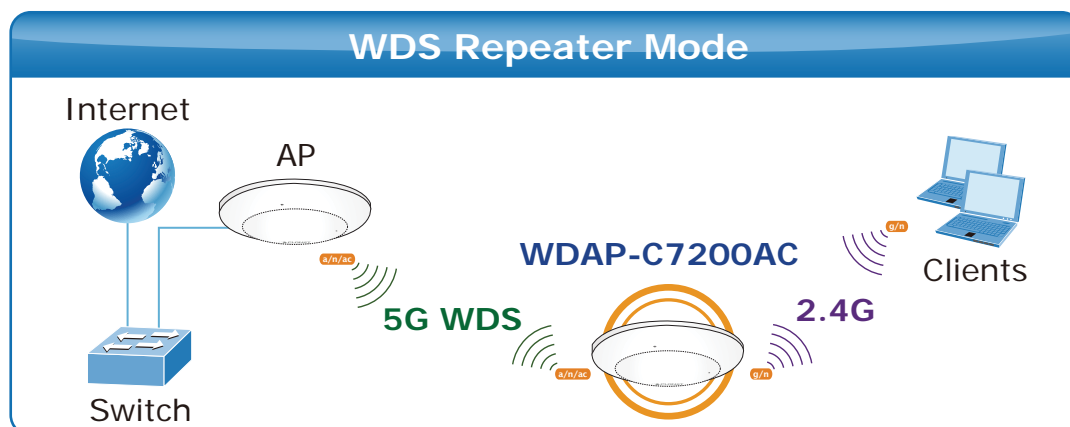 WDS Repeater Mode
Internet
AP
a/n/ac
g/n
WDAP-C7200AC
Clients
5G WDS
2.4G
a/n/ac
g/n
Switch